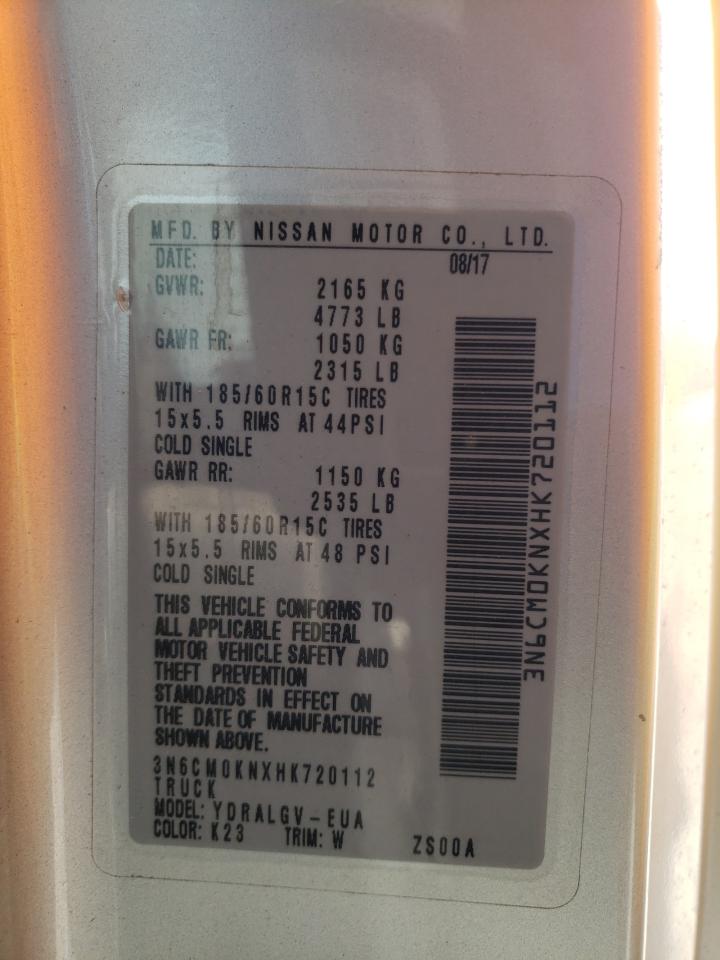 MFD. BY NISSAN MOTOR CO., LTD.
DATE: 08/17
GVWR: 2165 KG
4773 LB
GAWR FR: 1050 KG
2315 LB
WITH 185/60R15C TIRES
15x5.5 RIMS AT 44PSI
COLD SINGLE
GAWR RR: 1150 KG
2535 LB
WITH 185/60R15C TIRES
15x5.5 RIMS AT 48 PSI
COLD SINGLE
THIS VEHICLE CONFORMS TO
ALL APPLICABLE FEDERAL
MOTOR VEHICLE SAFETY AND
THEFT PREVENTION
STANDARDS IN EFFECT ON
THE DATE OF MANUFACTURE
SHOWN ABOVE.
3N6CM0KNXHK720112
TRUCK
MODEL: YDRALGV-EUA
COLOR: K23 TRIM: W ZS00A
3N6CM0KNXHK720112